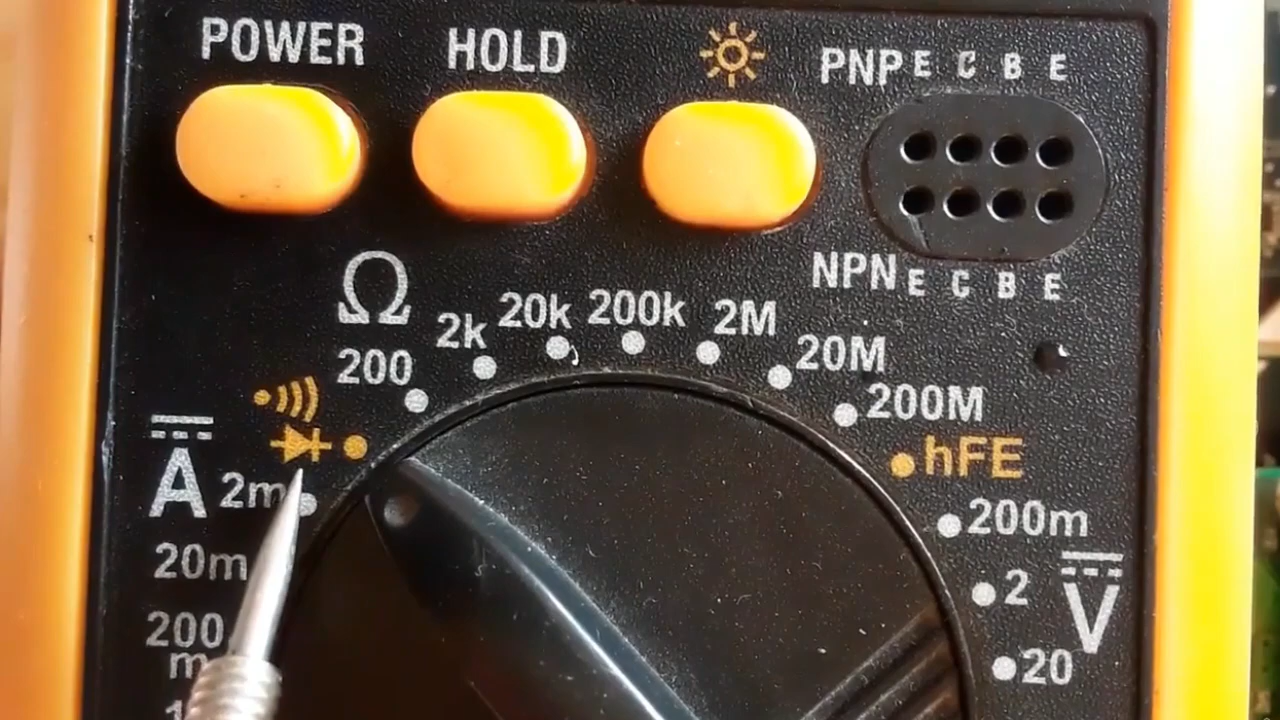 POWER HOLD
PNP E C B E
NPN E C B E
Ω
200 2k 20k 200k 2M 20M 200M
hFE
A
2m
20m
200
m
200m
2
V
20